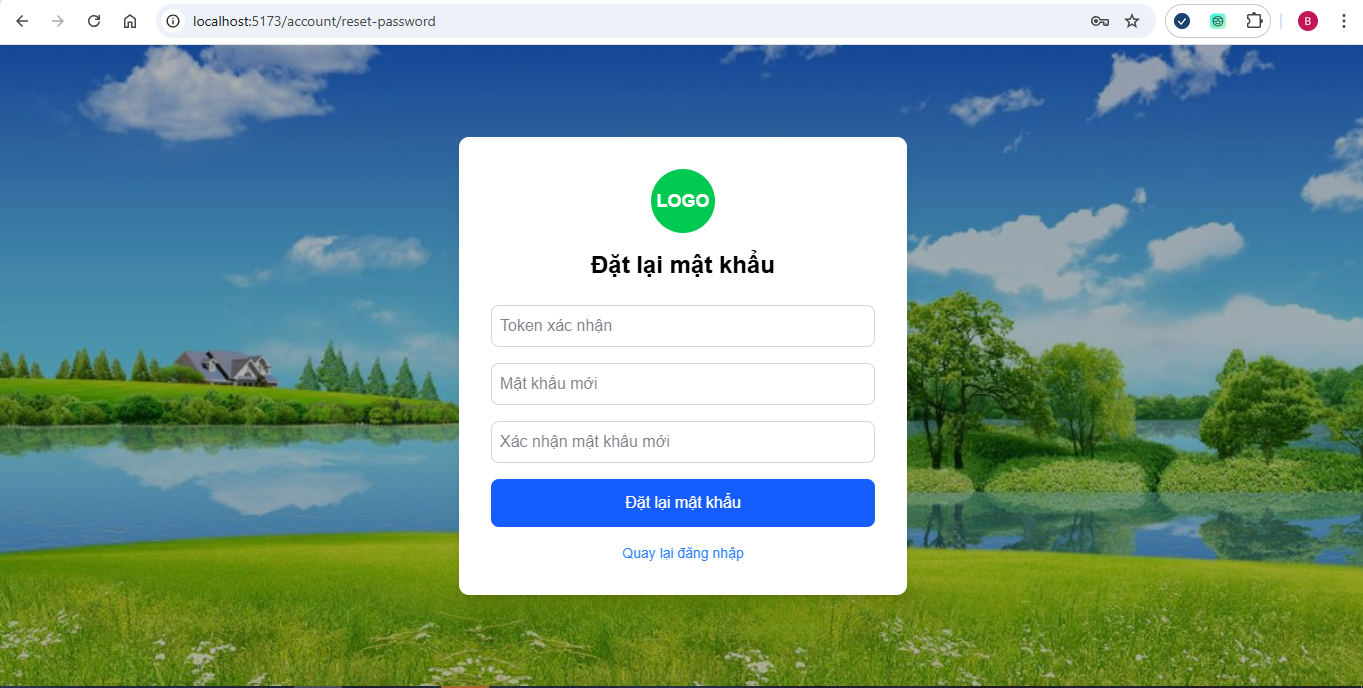 localhost:5173/account/reset-password
B
LOGO
Đặt lại mật khẩu
Token xác nhận
Mật khẩu mới
Xác nhận mật khẩu mới
Đặt lại mật khẩu
Quay lại đăng nhập